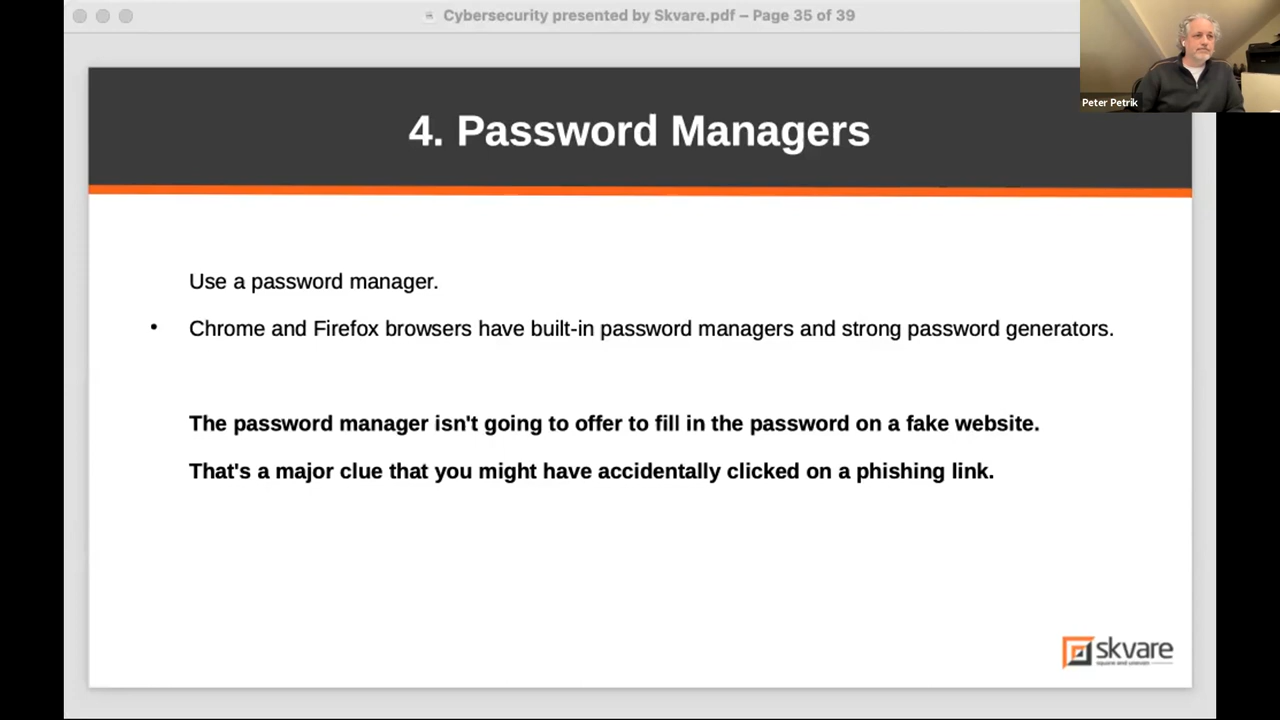 Cybersecurity presented by Skvare.pdf – Page 35 of 39
Peter Petrik
4. Password Managers
Use a password manager.
• Chrome and Firefox browsers have built-in password managers and strong password generators.
The password manager isn't going to offer to fill in the password on a fake website.
That's a major clue that you might have accidentally clicked on a phishing link.
skvare
square and uneven